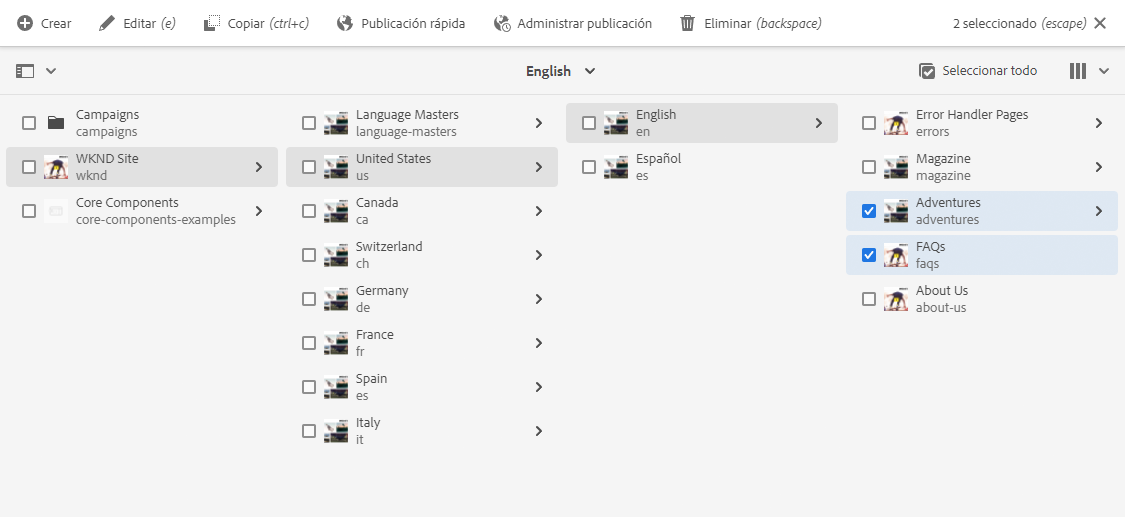 Crear
Editar (e)
Copiar (ctrl+c)
Publicación rápida
Administrar publicación
Eliminar (backspace)
2 seleccionado (escape)
English
Seleccionar todo
Campaigns
campaigns
WKND Site
wknd
Core Components
core-components-examples
Language Masters
language-masters
United States
us
Canada
ca
Switzerland
ch
Germany
de
France
fr
Spain
es
Italy
it
English
en
Español
es
Error Handler Pages
errors
Magazine
magazine
Adventures
adventures
FAQs
faqs
About Us
about-us